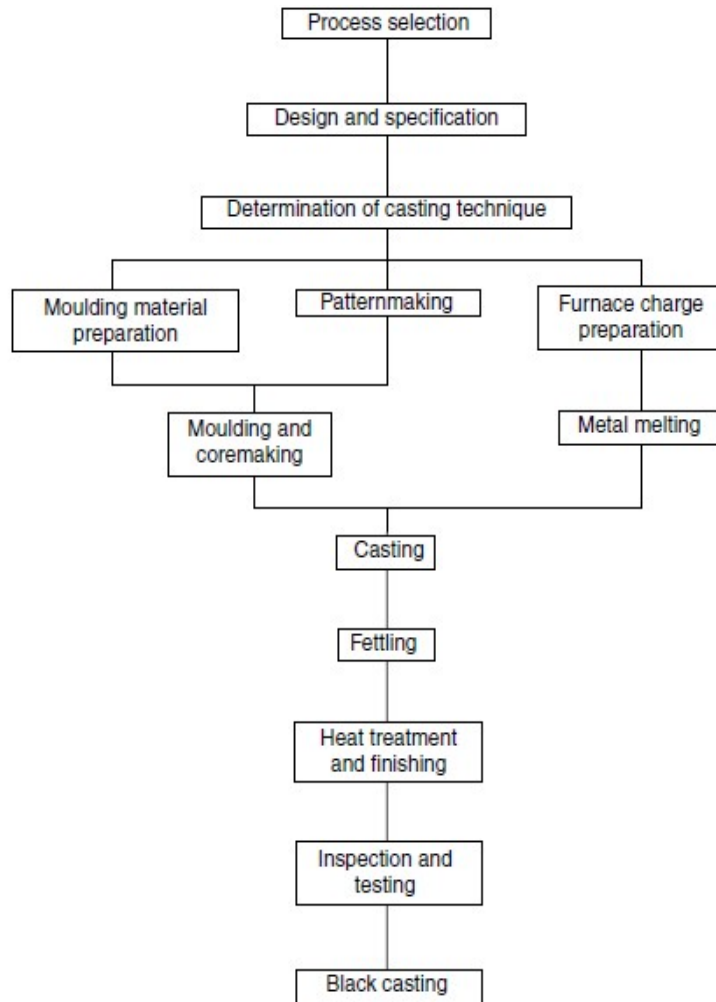 Process selection
Design and specification
Determination of casting technique
Moulding material
preparation
Patternmaking
Furnace charge
preparation
Moulding and
coremaking
Metal melting
Casting
Fettling
Heat treatment
and finishing
Inspection and
testing
Black casting